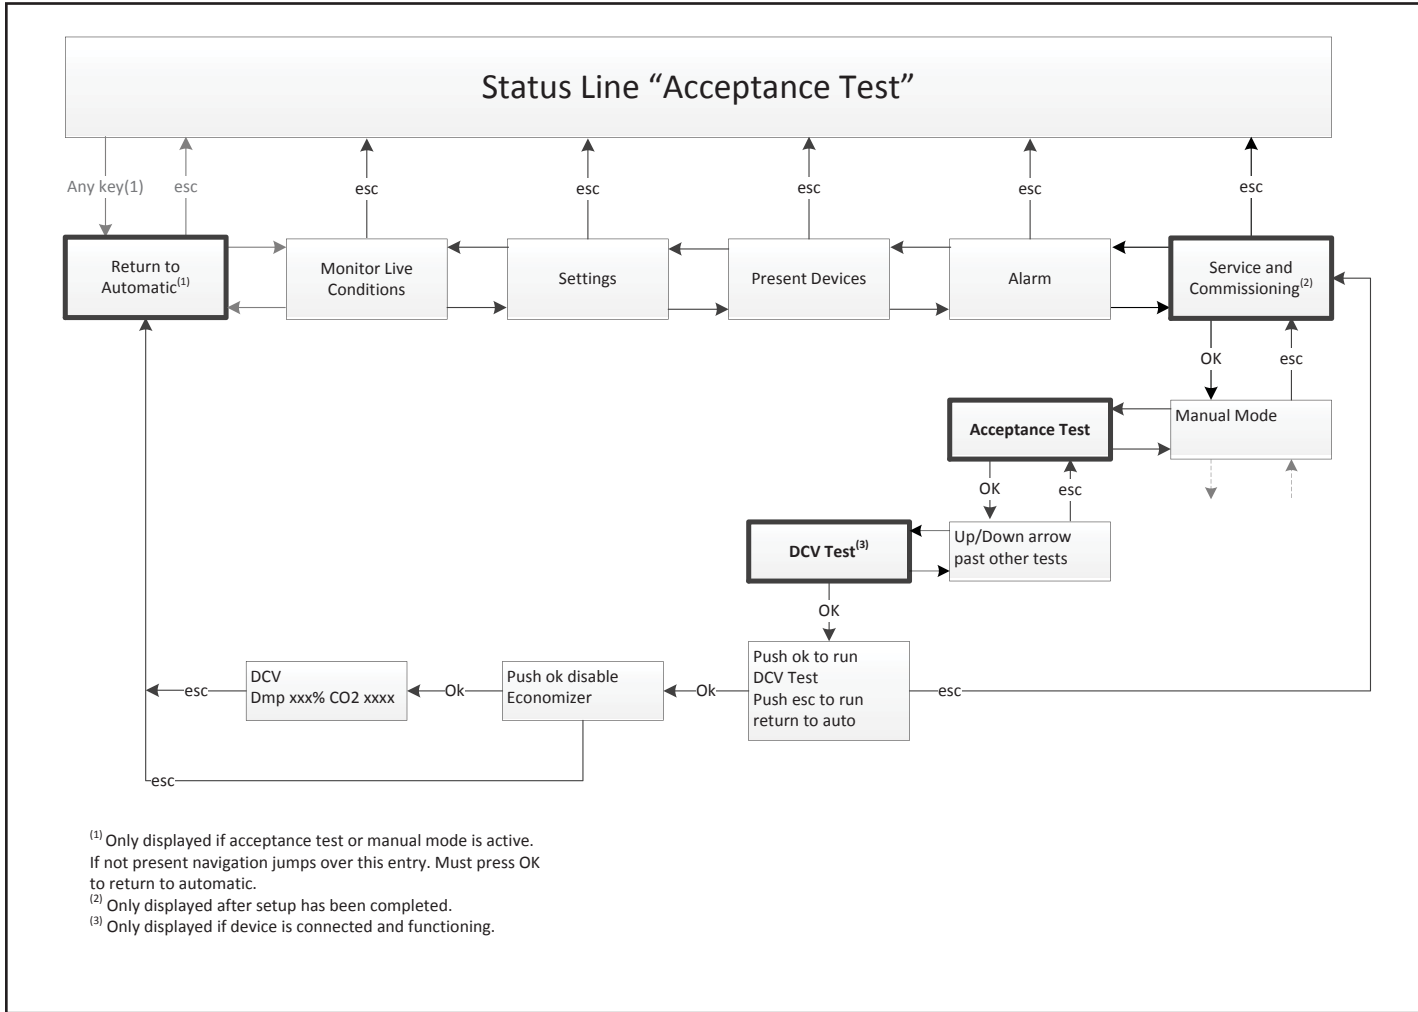 Status Line “Acceptance Test”
Any key(1)
esc
esc
esc
esc
esc
esc
Return to
Automatic(1)
Monitor Live
Conditions
Settings
Present Devices
Alarm
Service and
Commissioning(2)
OK
esc
Acceptance Test
Manual Mode
OK
esc
DCV Test(3)
Up/Down arrow
past other tests
OK
DCV
Dmp xxx% CO2 xxxx
Push ok disable
Economizer
Push ok to run
DCV Test
Push esc to run
return to auto
esc
Ok
Ok
esc
esc
(1) Only displayed if acceptance test or manual mode is active.
If not present navigation jumps over this entry. Must press OK
to return to automatic.
(2) Only displayed after setup has been completed.
(3) Only displayed if device is connected and functioning.